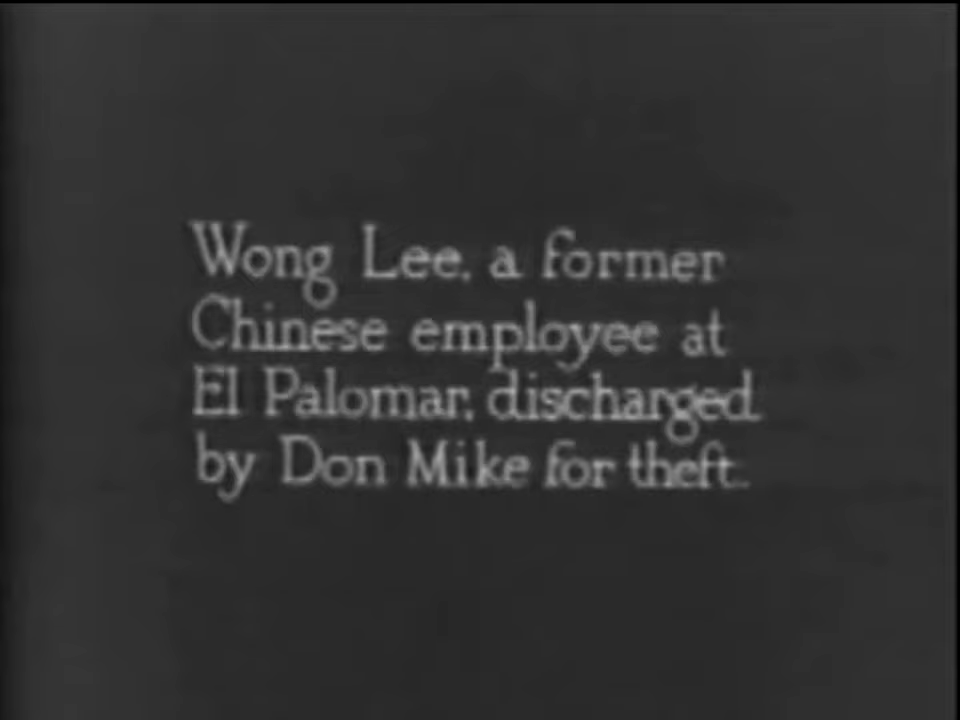 Wong Lee, a former
Chinese employee at
El Palomar, discharged
by Don Mike for theft.